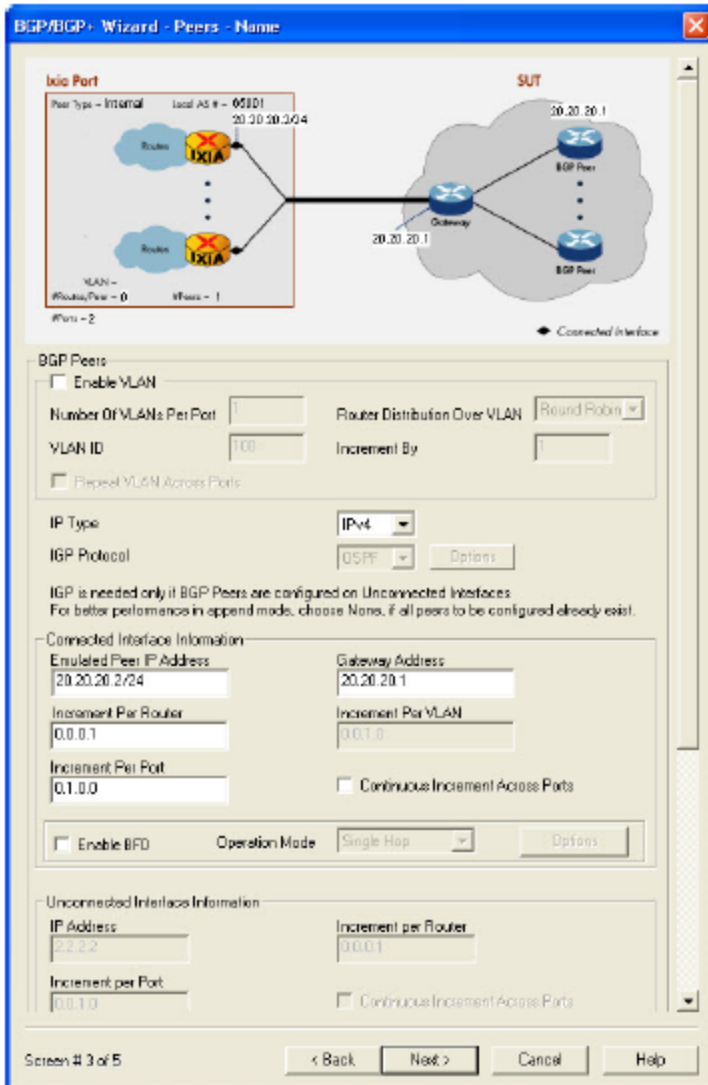 BGP/BGP+ Wizard - Peers - Name
Ixia Port
SUT
Peer Type - Internal Local AS # - 65001
20.20.20.2/24
20.20.20.1
Routes
IXIA
BGP Peer
Gateway
20.20.20.1
Routes
IXIA
BGP Peer
VLAN -
#Routes/Peer - 0 #Peers - 1
#Ports - 2
Connected Interface
BGP Peers
Enable VLAN
Number Of VLANs Per Port 1 Router Distribution Over VLAN Round Robin
VLAN ID 100 Increment By 1
Repeat VLAN Across Ports
IP Type IPv4
IGP Protocol OSPF Options
IGP is needed only if BGP Peers are configured on Unconnected Interfaces
For better performance in append mode, choose None, if all peers to be configured already exist.
Connected Interface Information
Emulated Peer IP Address Gateway Address
20.20.20.2/24 20.20.20.1
Increment Per Router Increment Per VLAN
0.0.0.1 0.0.1.0
Increment Per Port
0.1.0.0 Continuous Increment Across Ports
Enable BFD Operation Mode Single Hop Options
Unconnected Interface Information
IP Address Increment per Router
2.2.2.2 0.0.0.1
Increment per Port
0.0.1.0 Continuous Increment Across Ports
Screen # 3 of 5 < Back Next > Cancel Help